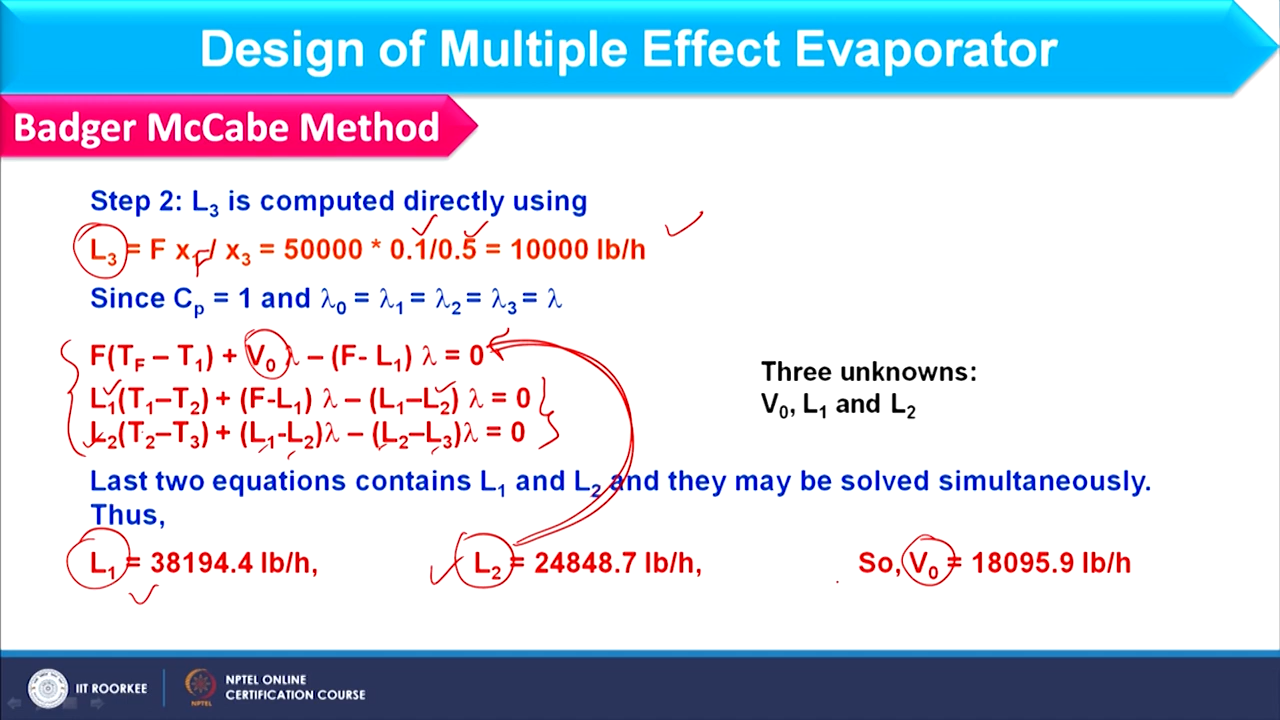 Design of Multiple Effect Evaporator
Badger McCabe Method
Step 2: L₃ is computed directly using
L₃ = F x_F / x₃ = 50000 * 0.1/0.5 = 10000 lb/h
Since Cₚ = 1 and λ₀ = λ₁ = λ₂ = λ₃ = λ
F(T_F – T₁) + V₀ λ – (F- L₁) λ = 0
L₁(T₁–T₂) + (F-L₁) λ – (L₁–L₂) λ = 0
L₂(T₂–T₃) + (L₁-L₂)λ – (L₂–L₃)λ = 0
Three unknowns:
V₀, L₁ and L₂
Last two equations contains L₁ and L₂ and they may be solved simultaneously.
Thus,
L₁ = 38194.4 lb/h, L₂ = 24848.7 lb/h, So, V₀ = 18095.9 lb/h
IIT ROORKEE
NPTEL
NPTEL ONLINE
CERTIFICATION COURSE